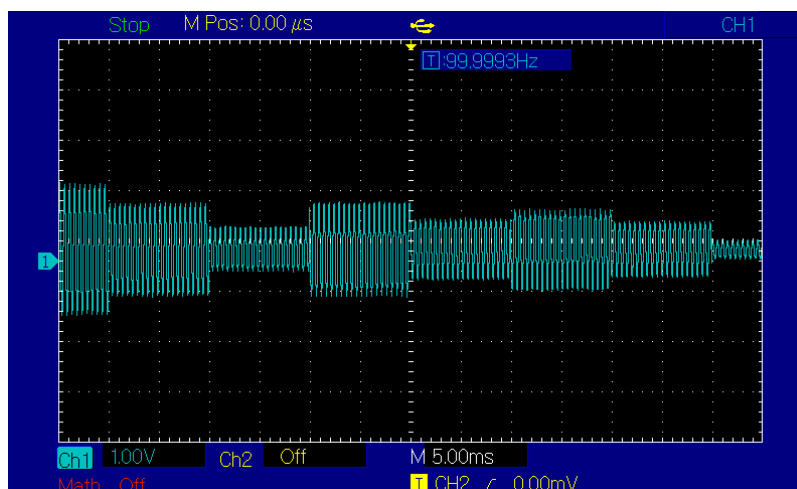 Stop M Pos: 0.00 μs CH1
T :99.9993Hz
1
Ch1 1.00V Ch2 Off M 5.00ms
Math Off T CH2 / 0.00mV